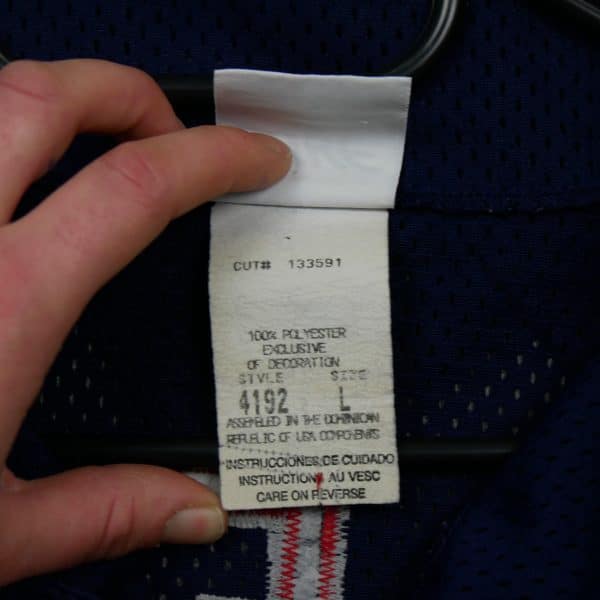 CUT# 133591
100% POLYESTER
EXCLUSIVE
OF DECORATION
STYLE SIZE
4192 L
ASSEMBLED IN THE DOMINICAN
REPUBLIC OF USA COMPONENTS
INSTRUCCIONES DE CUIDADO
INSTRUCTIONS AU VESC
CARE ON REVERSE